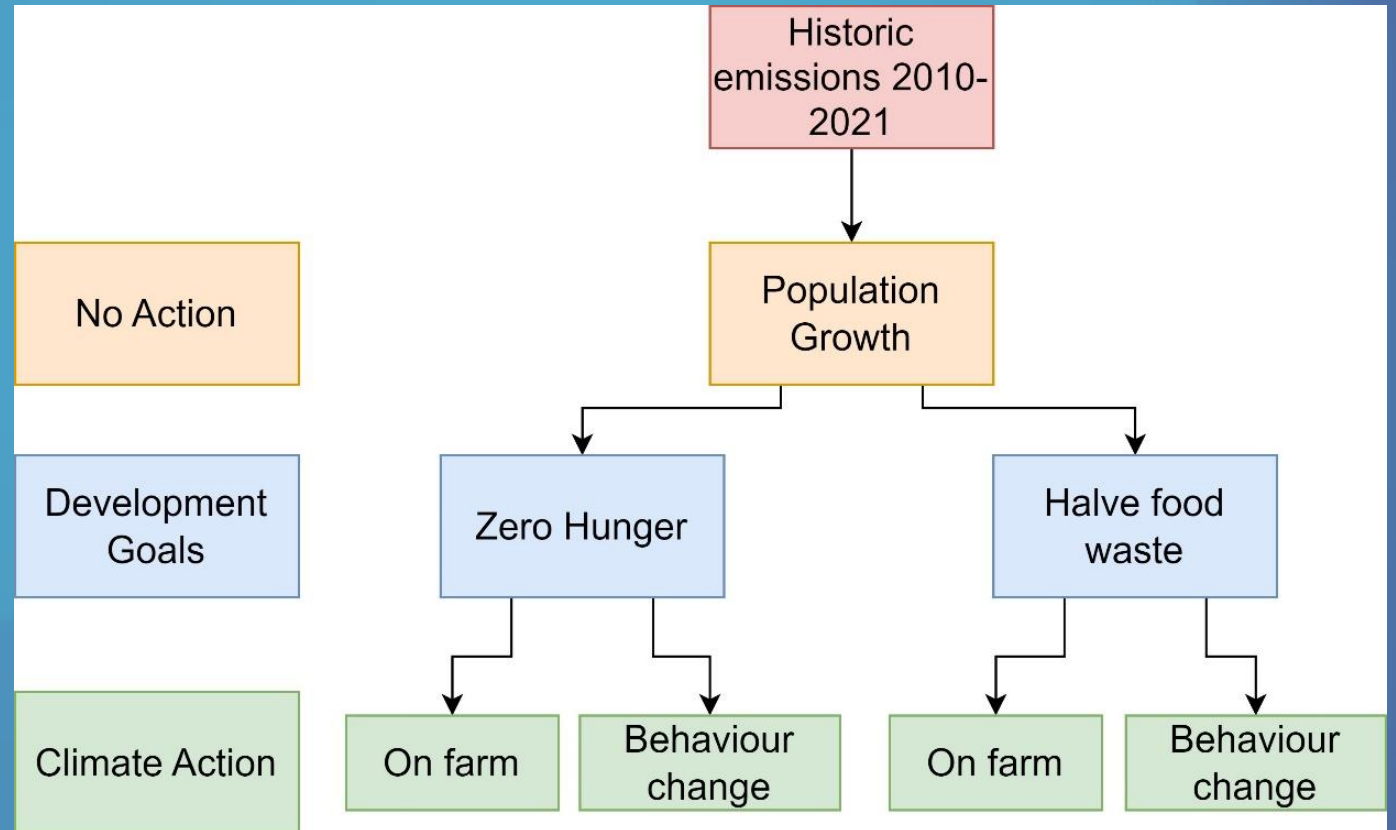 Historic
emissions 2010-
2021
No Action
Population
Growth
Development
Goals
Zero Hunger
Halve food
waste
Climate Action
On farm
Behaviour
change
On farm
Behaviour
change